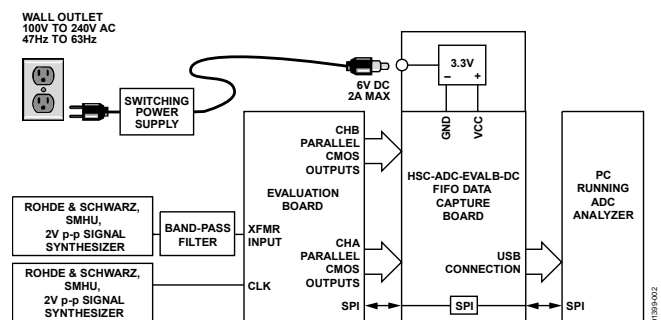 WALL OUTLET
100V TO 240V AC
47Hz TO 63Hz
SWITCHING
POWER
SUPPLY
6V DC
2A MAX
3.3V
– +
GND
VCC
CHB
PARALLEL
CMOS
OUTPUTS
EVALUATION
BOARD
HSC-ADC-EVALB-DC
FIFO DATA
CAPTURE
BOARD
PC
RUNNING
ADC
ANALYZER
ROHDE & SCHWARZ,
SMHU,
2V p-p SIGNAL
SYNTHESIZER
BAND-PASS
FILTER
XFMR
INPUT
CHA
PARALLEL
CMOS
OUTPUTS
USB
CONNECTION
ROHDE & SCHWARZ,
SMHU,
2V p-p SIGNAL
SYNTHESIZER
CLK
SPI
SPI
SPI
01399-002